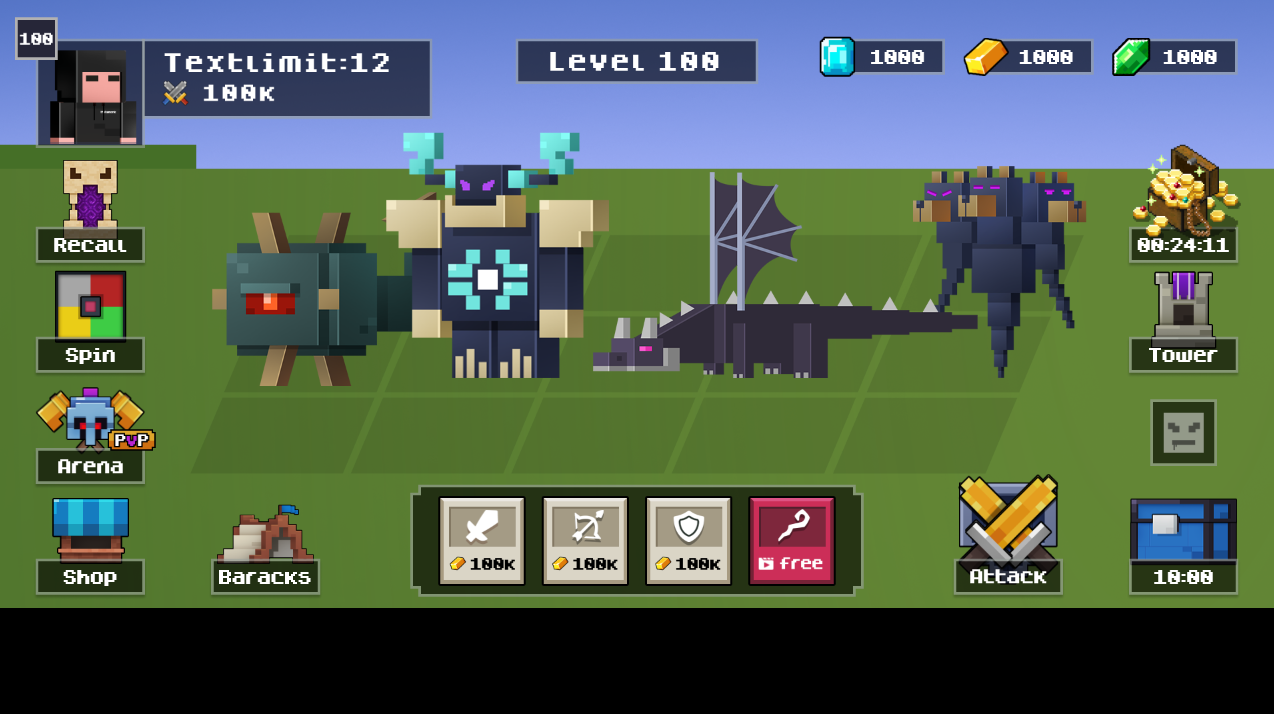 100
TextLimit:12
100K
Level 100
1000
1000
1000
Recall
00:24:11
Spin
Tower
PvP
Arena
Shop
Baracks
100K
100K
100K
free
Attack
10:00